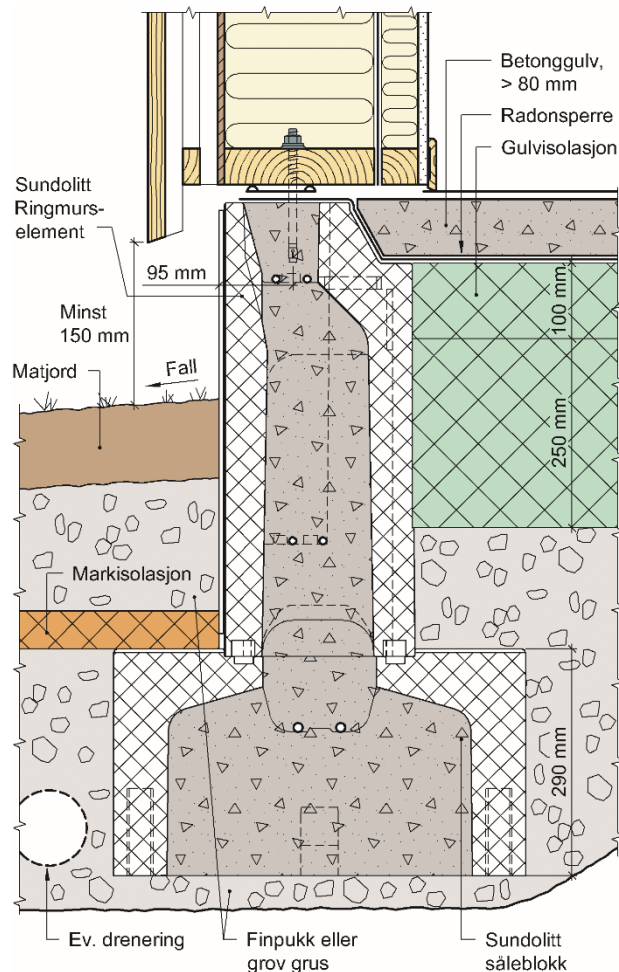 Betonggulv,
> 80 mm
Radonsperre
Gulvisolasjon
Sundolitt
Ringmurs-
element
95 mm
Minst
150 mm
Fall
Matjord
100 mm
250 mm
Markisolasjon
290 mm
Ev. drenering
Finpukk eller
grov grus
Sundolitt
såleblokk